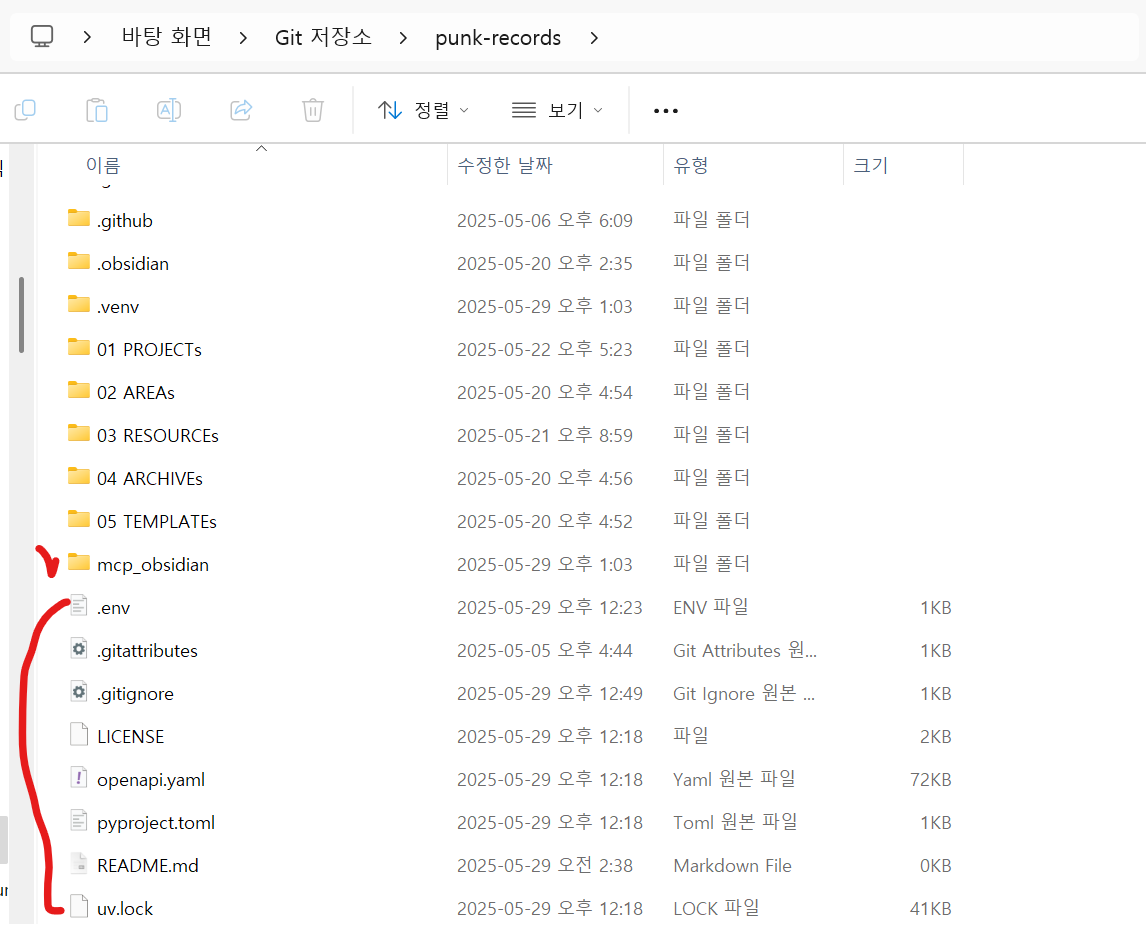 바탕 화면 > Git 저장소 > punk-records >
정렬 보기 •••
이름 수정한 날짜 유형 크기
.github 2025-05-06 오후 6:09 파일 폴더
.obsidian 2025-05-20 오후 2:35 파일 폴더
.venv 2025-05-29 오후 1:03 파일 폴더
01 PROJECTs 2025-05-22 오후 5:23 파일 폴더
02 AREAs 2025-05-20 오후 4:54 파일 폴더
03 RESOURCEs 2025-05-21 오후 8:59 파일 폴더
04 ARCHIVEs 2025-05-20 오후 4:56 파일 폴더
05 TEMPLATEs 2025-05-20 오후 4:52 파일 폴더
mcp_obsidian 2025-05-29 오후 1:03 파일 폴더
.env 2025-05-29 오후 12:23 ENV 파일 1KB
.gitattributes 2025-05-05 오후 4:44 Git Attributes 원... 1KB
.gitignore 2025-05-29 오후 12:49 Git Ignore 원본 ... 1KB
LICENSE 2025-05-29 오후 12:18 파일 2KB
openapi.yaml 2025-05-29 오후 12:18 Yaml 원본 파일 72KB
pyproject.toml 2025-05-29 오후 12:18 Toml 원본 파일 1KB
README.md 2025-05-29 오전 2:38 Markdown File 0KB
uv.lock 2025-05-29 오후 12:18 LOCK 파일 41KB